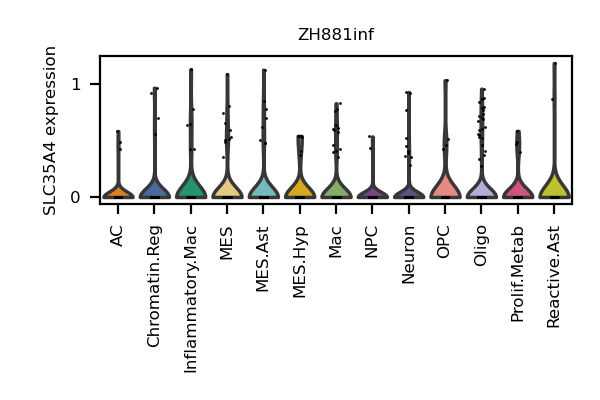 ZH881inf
SLC35A4 expression
1
0
AC
Chromatin.Reg
Inflammatory.Mac
MES
MES.Ast
MES.Hyp
Mac
NPC
Neuron
OPC
Oligo
Prolif.Metab
Reactive.Ast